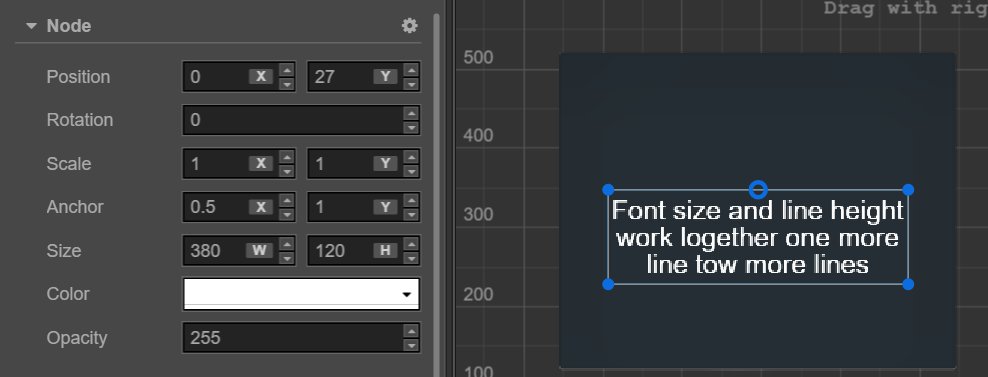 Drag with rig
Node
Position 0 X 27 Y
Rotation 0
Scale 1 X 1 Y
Anchor 0.5 X 1 Y
Size 380 W 120 H
Color
Opacity 255
500
400
300
200
100
Font size and line height
work logether one more
line tow more lines